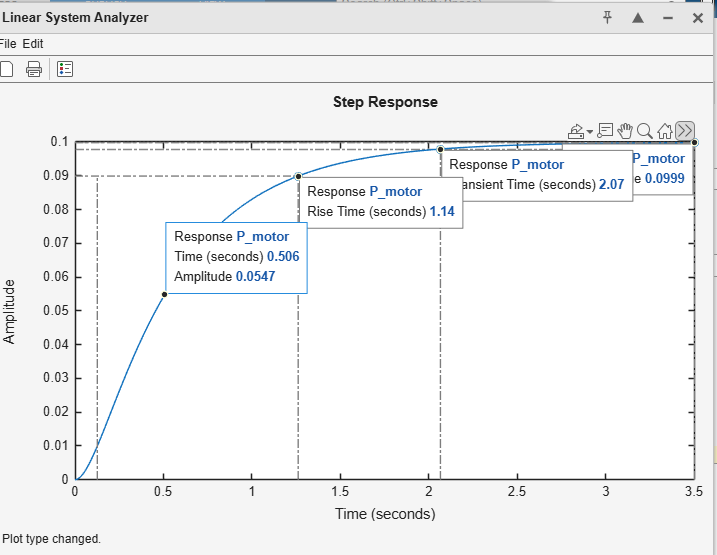 Linear System Analyzer
File Edit
Step Response
0.1
0.09
0.08
0.07
0.06
0.05
0.04
0.03
0.02
0.01
0
Amplitude
Response P_motor
Time (seconds) 0.506
Amplitude 0.0547
Response P_motor
Rise Time (seconds) 1.14
Response P_motor
ansient Time (seconds) 2.07
P_motor
e 0.0999
0 0.5 1 1.5 2 2.5 3 3.5
Time (seconds)
Plot type changed.